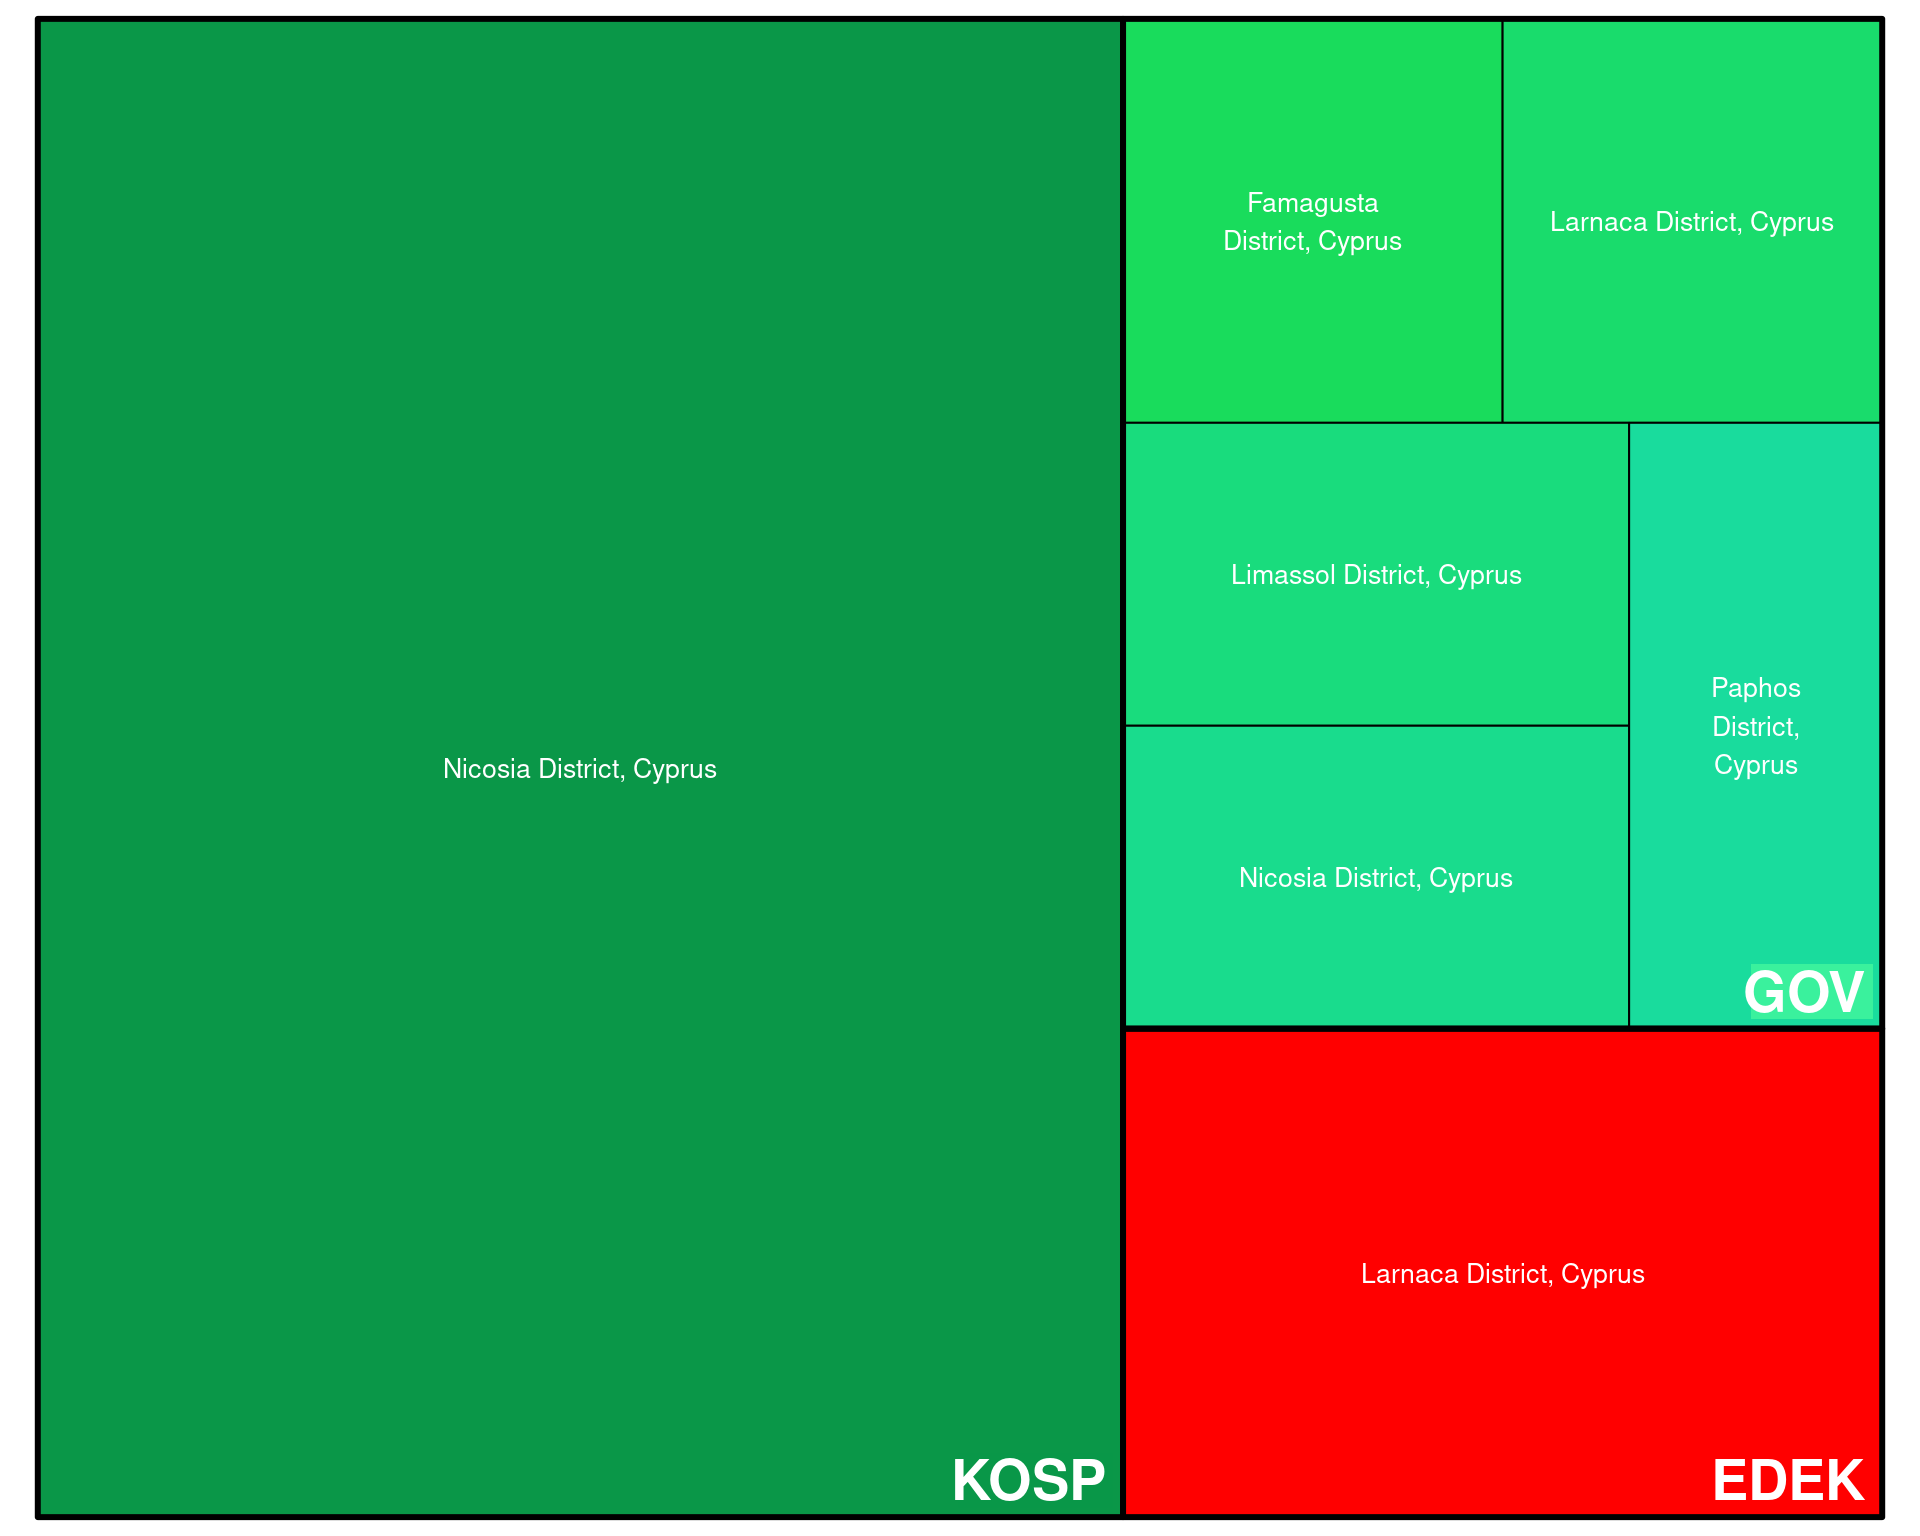 Nicosia District, Cyprus
KOSP
Famagusta
District, Cyprus
Larnaca District, Cyprus
Limassol District, Cyprus
Nicosia District, Cyprus
Paphos
District,
Cyprus
GOV
Larnaca District, Cyprus
EDEK